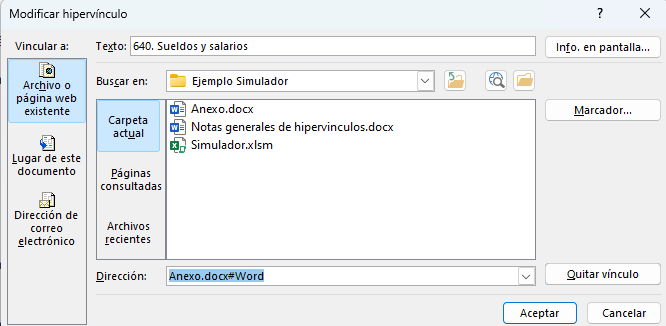 Modificar hipervínculo
?
Vincular a:
Texto: 640. Sueldos y salarios
Info. en pantalla...
Archivo o página web existente
Buscar en: Ejemplo Simulador
Carpeta actual
Anexo.docx
Marcador...
Notas generales de hipervinculos.docx
Simulador.xlsm
Lugar de este documento
Páginas consultadas
Dirección de correo electrónico
Archivos recientes
Dirección: Anexo.docx#Word
Quitar vínculo
Aceptar
Cancelar